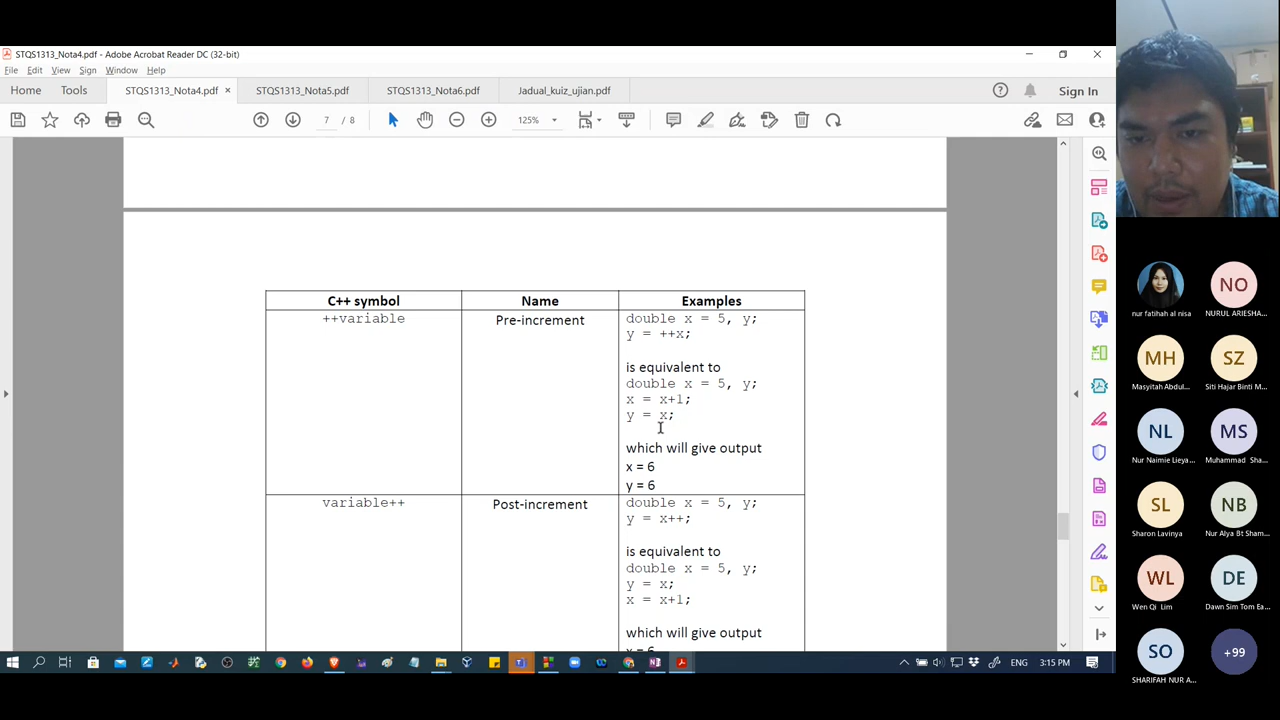 STQS1313_Nota4.pdf - Adobe Acrobat Reader DC (32-bit)
File Edit View Sign Window Help
Home Tools STQS1313_Nota4.pdf × STQS1313_Nota5.pdf STQS1313_Nota6.pdf Jadual_kuiz_ujian.pdf Sign In
7 / 8 125%
C++ symbol Name Examples
++variable Pre-increment double x = 5, y;
y = ++x;
is equivalent to
double x = 5, y;
x = x+1;
y = x;
which will give output
x = 6
y = 6
variable++ Post-increment double x = 5, y;
y = x++;
is equivalent to
double x = 5, y;
y = x;
x = x+1;
which will give output
ENG 3:15 PM
nur fatihah al nisa
NO
NURUL ARIESHA...
MH
Masyitah Abdul...
SZ
Siti Hajar Binti M...
NL
Nur Naimie Lieya...
MS
Muhammad Sha...
SL
Sharon Lavinya
NB
Nur Alya Bt Sham...
WL
Wen Qi Lim
DE
Dawn Sim Tom Ea...
SO
SHARIFAH NUR A...
+99